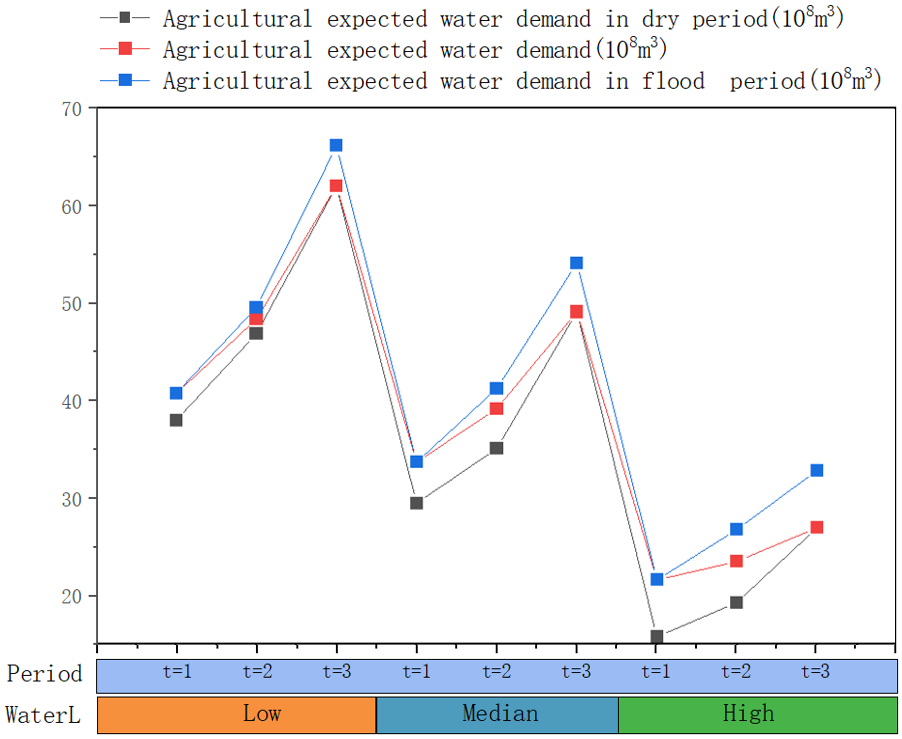 Agricultural expected water demand in dry period(10⁸m³)
Agricultural expected water demand(10⁸m³)
Agricultural expected water demand in flood period(10⁸m³)
70
60
50
40
30
20
Period t=1 t=2 t=3 t=1 t=2 t=3 t=1 t=2 t=3
WaterL Low Median High